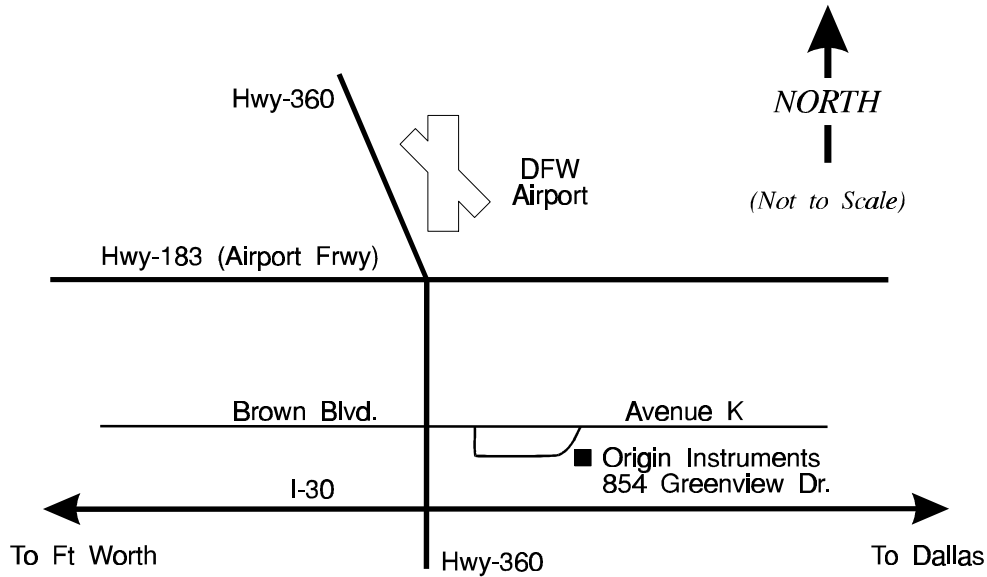 Hwy-360
NORTH
DFW
Airport
(Not to Scale)
Hwy-183 (Airport Frwy)
Brown Blvd.
Avenue K
Origin Instruments
854 Greenview Dr.
I-30
To Ft Worth
Hwy-360
To Dallas